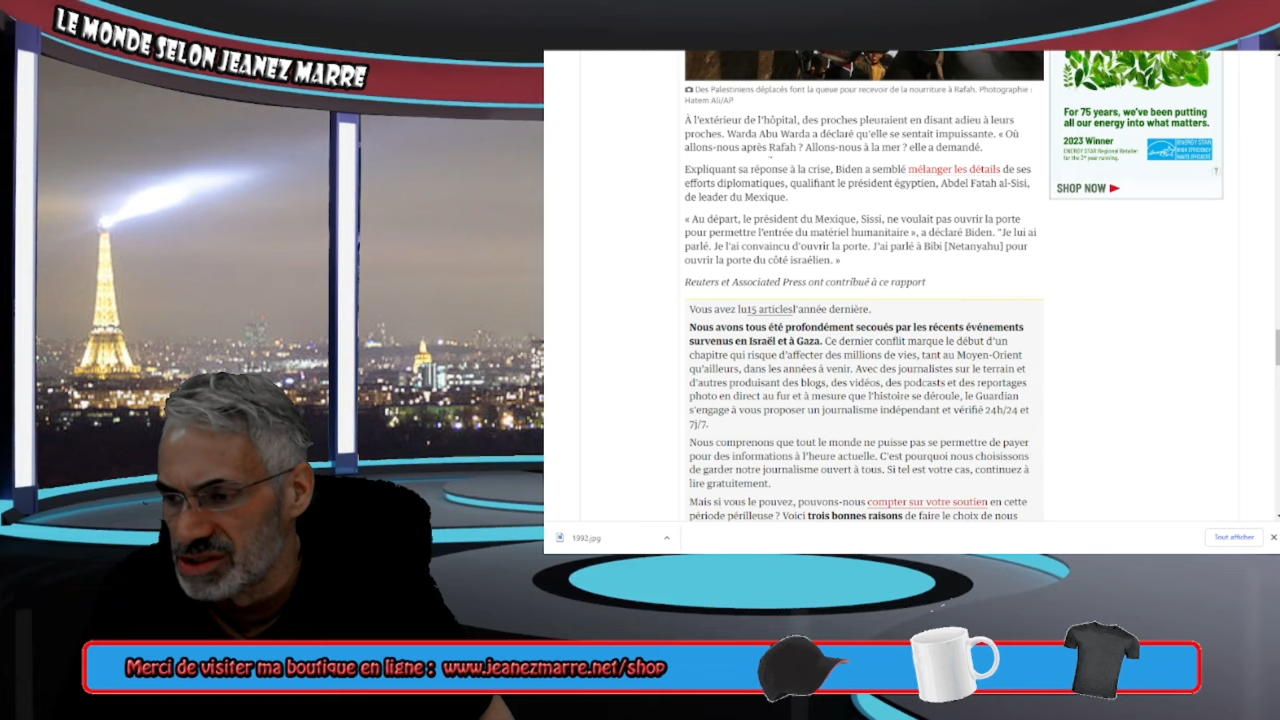 LE MONDE SELON JEANEZ MARRE
Des Palestiniens déplacés font la queue pour recevoir de la nourriture à Rafah. Photographie :
Hatem Ali/AP
À l'extérieur de l'hôpital, des proches pleuraient en disant adieu à leurs
proches. Warda Abu Warda a déclaré qu'elle se sentait impuissante. « Où
allons-nous après Rafah ? Allons-nous à la mer ? elle a demandé.
Expliquant sa réponse à la crise, Biden a semblé mélanger les détails de ses
efforts diplomatiques, qualifiant le président égyptien, Abdel Fatah al-Sisi,
de leader du Mexique.
« Au départ, le président du Mexique, Sissi, ne voulait pas ouvrir la porte
pour permettre l'entrée du matériel humanitaire », a déclaré Biden. "Je lui ai
parlé. Je l'ai convaincu d'ouvrir la porte. J'ai parlé à Bibi [Netanyahu] pour
ouvrir la porte du côté israélien. »
Reuters et Associated Press ont contribué à ce rapport
Vous avez lu15 articlesl'année dernière.
Nous avons tous été profondément secoués par les récents événements
survenus en Israël et à Gaza. Ce dernier conflit marque le début d'un
chapitre qui risque d'affecter des millions de vies, tant au Moyen-Orient
qu'ailleurs, dans les années à venir. Avec des journalistes sur le terrain et
d'autres produisant des blogs, des vidéos, des podcasts et des reportages
photo en direct au fur et à mesure que l'histoire se déroule, le Guardian
s'engage à vous proposer un journalisme indépendant et vérifié 24h/24 et
7j/7.
Nous comprenons que tout le monde ne puisse pas se permettre de payer
pour des informations à l'heure actuelle. C'est pourquoi nous choisissons
de garder notre journalisme ouvert à tous. Si tel est votre cas, continuez à
lire gratuitement.
Mais si vous le pouvez, pouvons-nous compter sur votre soutien en cette
période périlleuse ? Voici trois bonnes raisons de faire le choix de nous
For 75 years, we've been putting
all our energy into what matters.
2023 Winner
ENERGY STAR Regional Retailer
for the 3rd year running.
ENERGY STAR
HIGH EFFICIENCY
HAUTE EFFICACITÉ
SHOP NOW
1992.jpg
Tout afficher
Merci de visiter ma boutique en ligne : www.jeanezmarre.net/shop